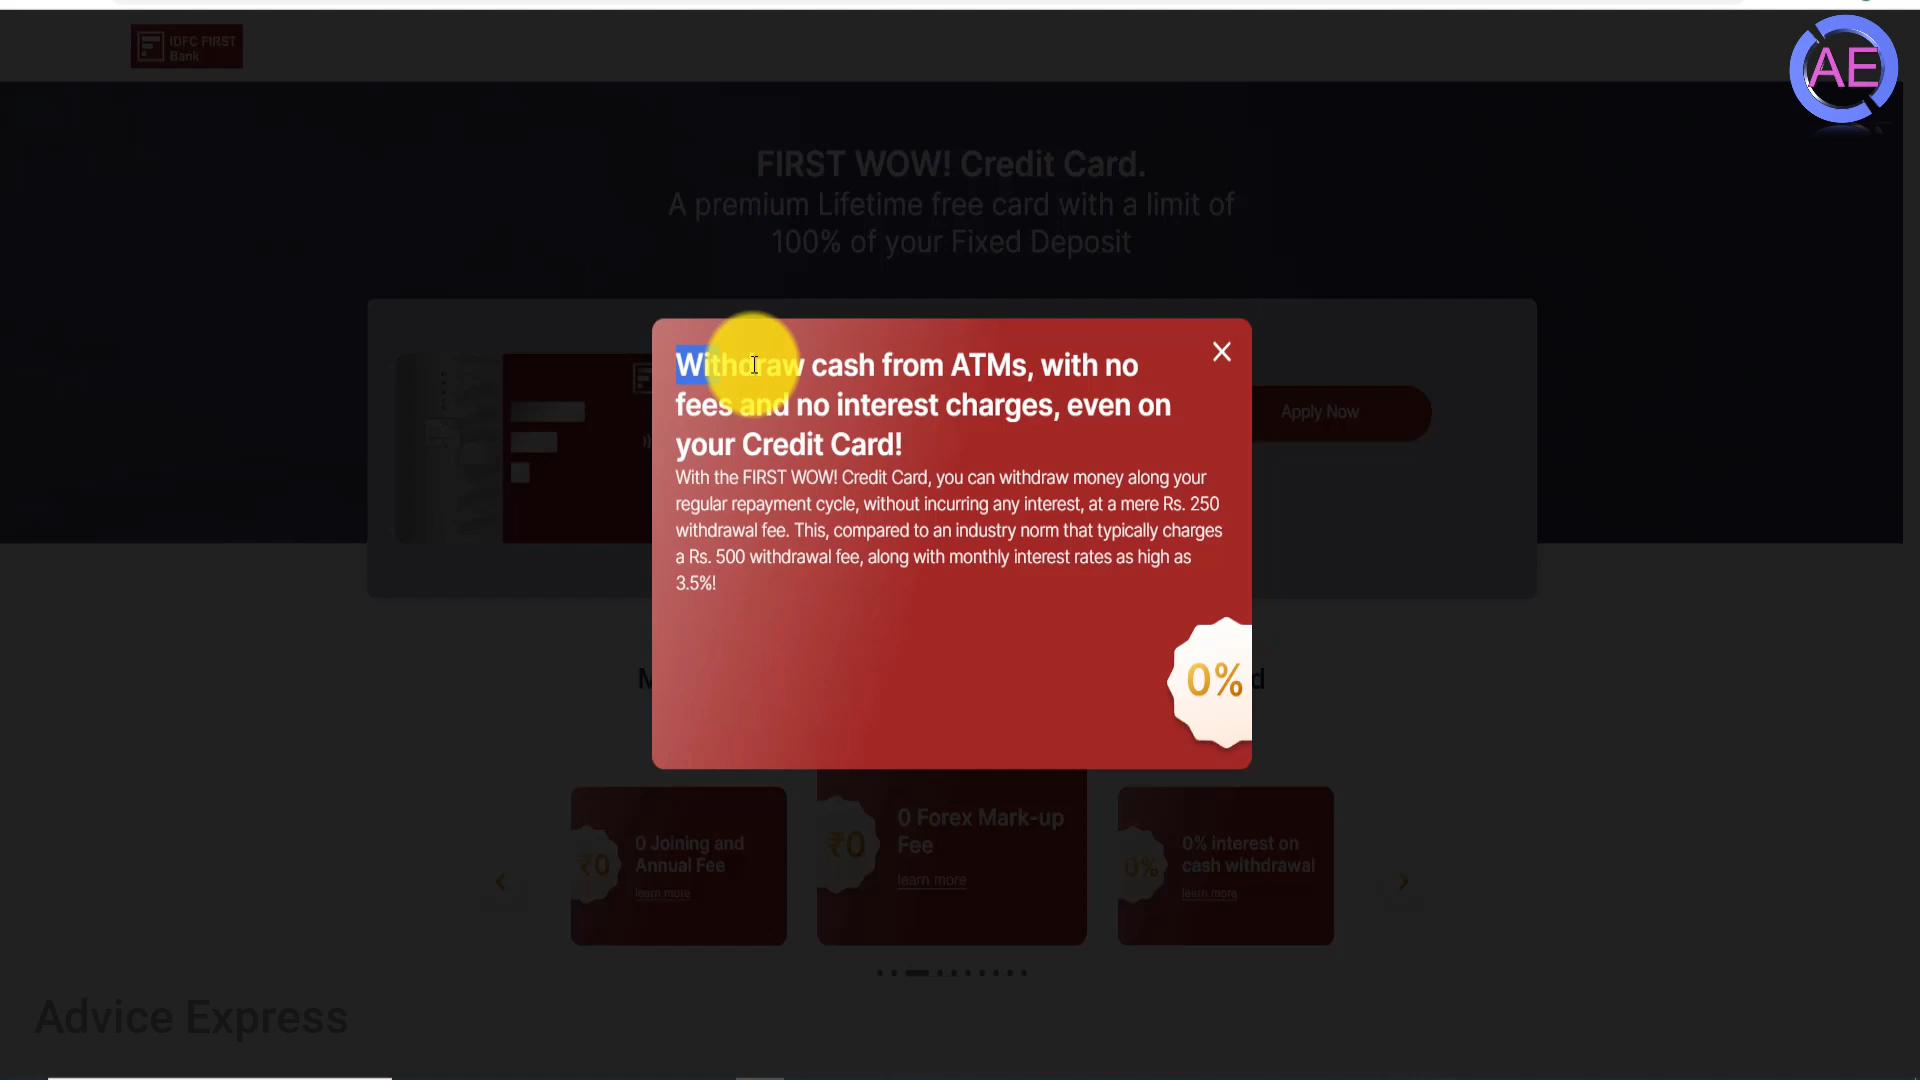 IDFC FIRST
Bank
AE
FIRST WOW! Credit Card.
A premium Lifetime free card with a limit of
100% of your Fixed Deposit
Withdraw cash from ATMs, with no
fees and no interest charges, even on
your Credit Card!
With the FIRST WOW! Credit Card, you can withdraw money along your
regular repayment cycle, without incurring any interest, at a mere Rs. 250
withdrawal fee. This, compared to an industry norm that typically charges
a Rs. 500 withdrawal fee, along with monthly interest rates as high as
3.5%!
0%
Apply Now
₹0
0 Joining and
Annual Fee
learn more
₹0
0 Forex Mark-up
Fee
learn more
0%
0% interest on
cash withdrawal
learn more
Advice Express